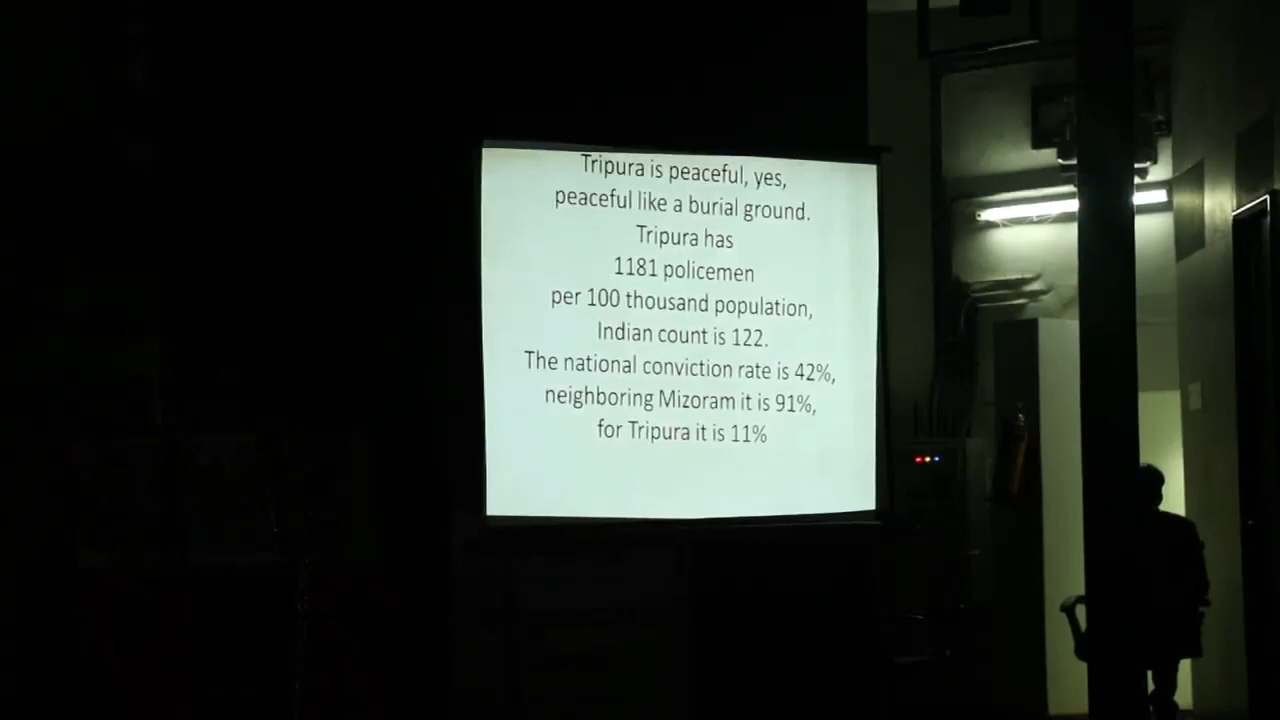 Tripura is peaceful, yes,
peaceful like a burial ground.
Tripura has
1181 policemen
per 100 thousand population,
Indian count is 122.
The national conviction rate is 42%,
neighboring Mizoram it is 91%,
for Tripura it is 11%